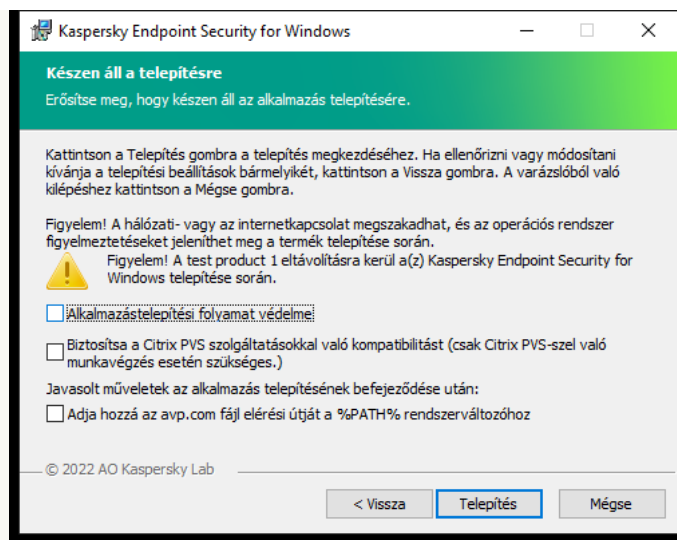 Kaspersky Endpoint Security for Windows
Készen áll a telepítésre
Erősítse meg, hogy készen áll az alkalmazás telepítésére.
Kattintson a Telepítés gombra a telepítés megkezdéséhez. Ha ellenőrizni vagy módosítani
kívánja a telepítési beállítások bármelyikét, kattintson a Vissza gombra. A varázslóból való
kilépéshez kattintson a Mégse gombra.
Figyelem! A hálózati- vagy az internetkapcsolat megszakadhat, és az operációs rendszer
figyelmeztetéseket jeleníthet meg a termék telepítése során.
Figyelem! A test product 1 eltávolításra kerül a(z) Kaspersky Endpoint Security for
Windows telepítése során.
Alkalmazástelepítési folyamat védelme
Biztosítsa a Citrix PVS szolgáltatásokkal való kompatibilitást (csak Citrix PVS-szel való
munkavégzés esetén szükséges.)
Javasolt műveletek az alkalmazás telepítésének befejeződése után:
Adja hozzá az avp.com fájl elérési útját a %PATH% rendszerváltozóhoz
© 2022 AO Kaspersky Lab
< Vissza
Telepítés
Mégse